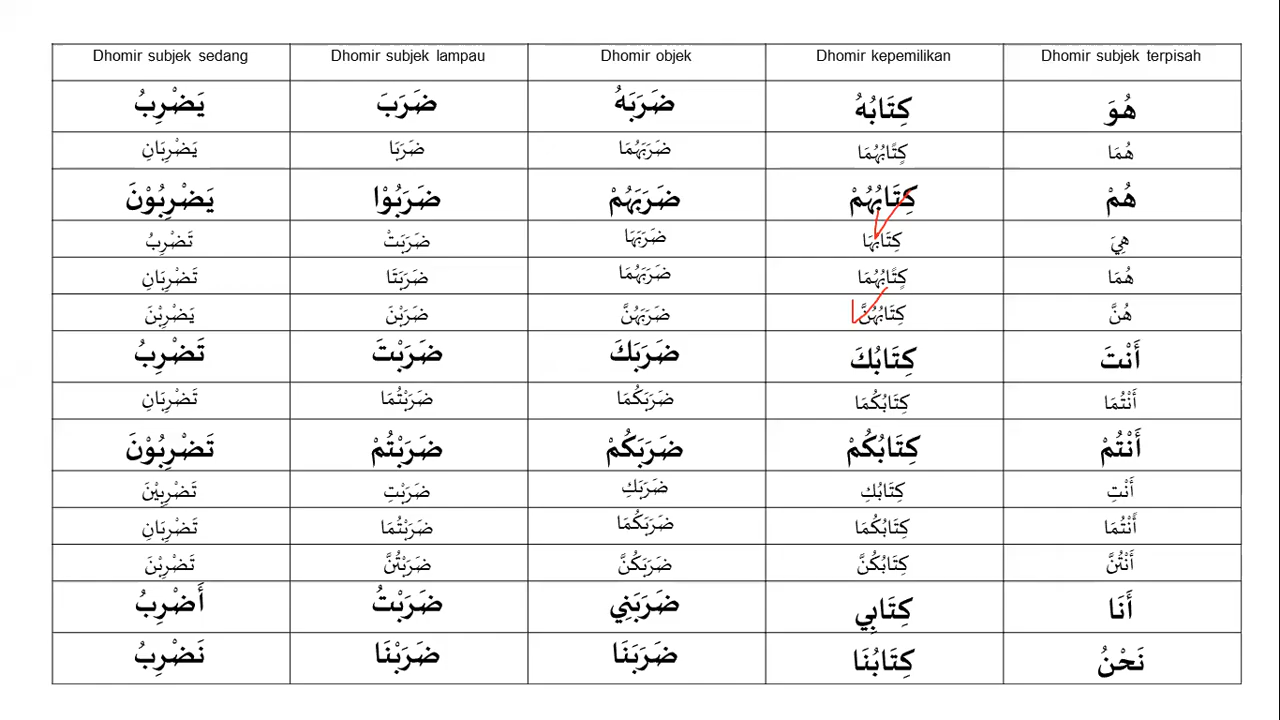 Dhomir subjek sedang Dhomir subjek lampau Dhomir objek Dhomir kepemilikan Dhomir subjek terpisah
هُوَ كِتَابُهُ ضَرَبَهُ ضَرَبَ يَضْرِبُ
هُمَا كِتَابُهُمَا ضَرَبَهُمَا ضَرَبَا يَضْرِبَانِ
هُمْ كِتَابُهُمْ ضَرَبَهُمْ ضَرَبُوْا يَضْرِبُوْنَ
هِيَ كِتَابُهَا ضَرَبَهَا ضَرَبَتْ تَضْرِبُ
هُمَا كِتَابُهُمَا ضَرَبَهُمَا ضَرَبَتَا تَضْرِبَانِ
هُنَّ كِتَابُهُنَّ ضَرَبَهُنَّ ضَرَبْنَ يَضْرِبْنَ
أَنْتَ كِتَابُكَ ضَرَبَكَ ضَرَبْتَ تَضْرِبُ
أَنْتُمَا كِتَابُكُمَا ضَرَبَكُمَا ضَرَبْتُمَا تَضْرِبَانِ
أَنْتُمْ كِتَابُكُمْ ضَرَبَكُمْ ضَرَبْتُمْ تَضْرِبُوْنَ
أَنْتِ كِتَابُكِ ضَرَبَكِ ضَرَبْتِ تَضْرِبِيْنَ
أَنْتُمَا كِتَابُكُمَا ضَرَبَكُمَا ضَرَبْتُمَا تَضْرِبَانِ
أَنْتُنَّ كِتَابُكُنَّ ضَرَبَكُنَّ ضَرَبْتُنَّ تَضْرِبْنَ
أَنَا كِتَابِي ضَرَبَنِي ضَرَبْتُ أَضْرِبُ
نَحْنُ كِتَابُنَا ضَرَبَنَا ضَرَبْنَا نَضْرِبُ